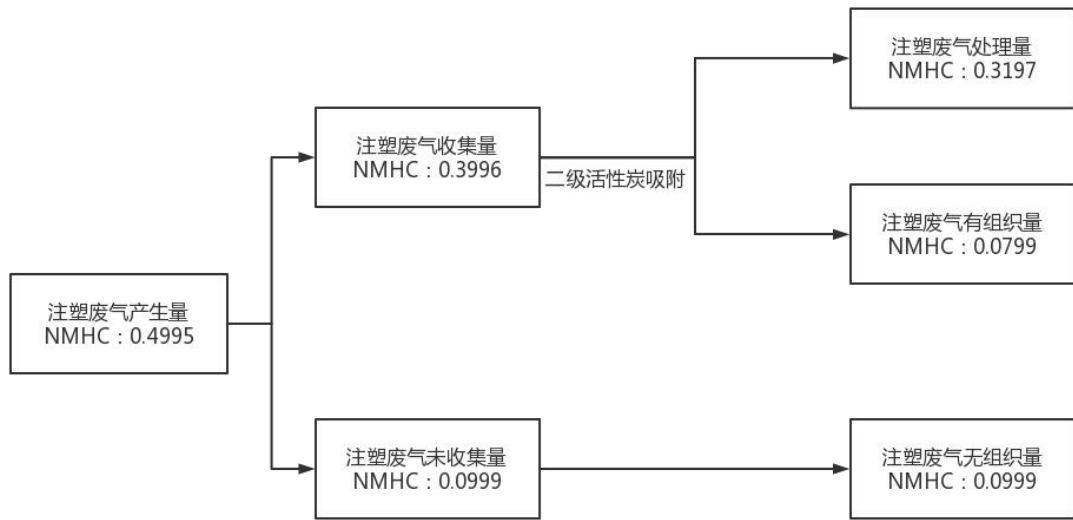 注塑废气处理量
NMHC：0.3197
注塑废气收集量
NMHC：0.3996
二级活性炭吸附
注塑废气有组织量
NMHC：0.0799
注塑废气产生量
NMHC：0.4995
注塑废气未收集量
NMHC：0.0999
注塑废气无组织量
NMHC：0.0999